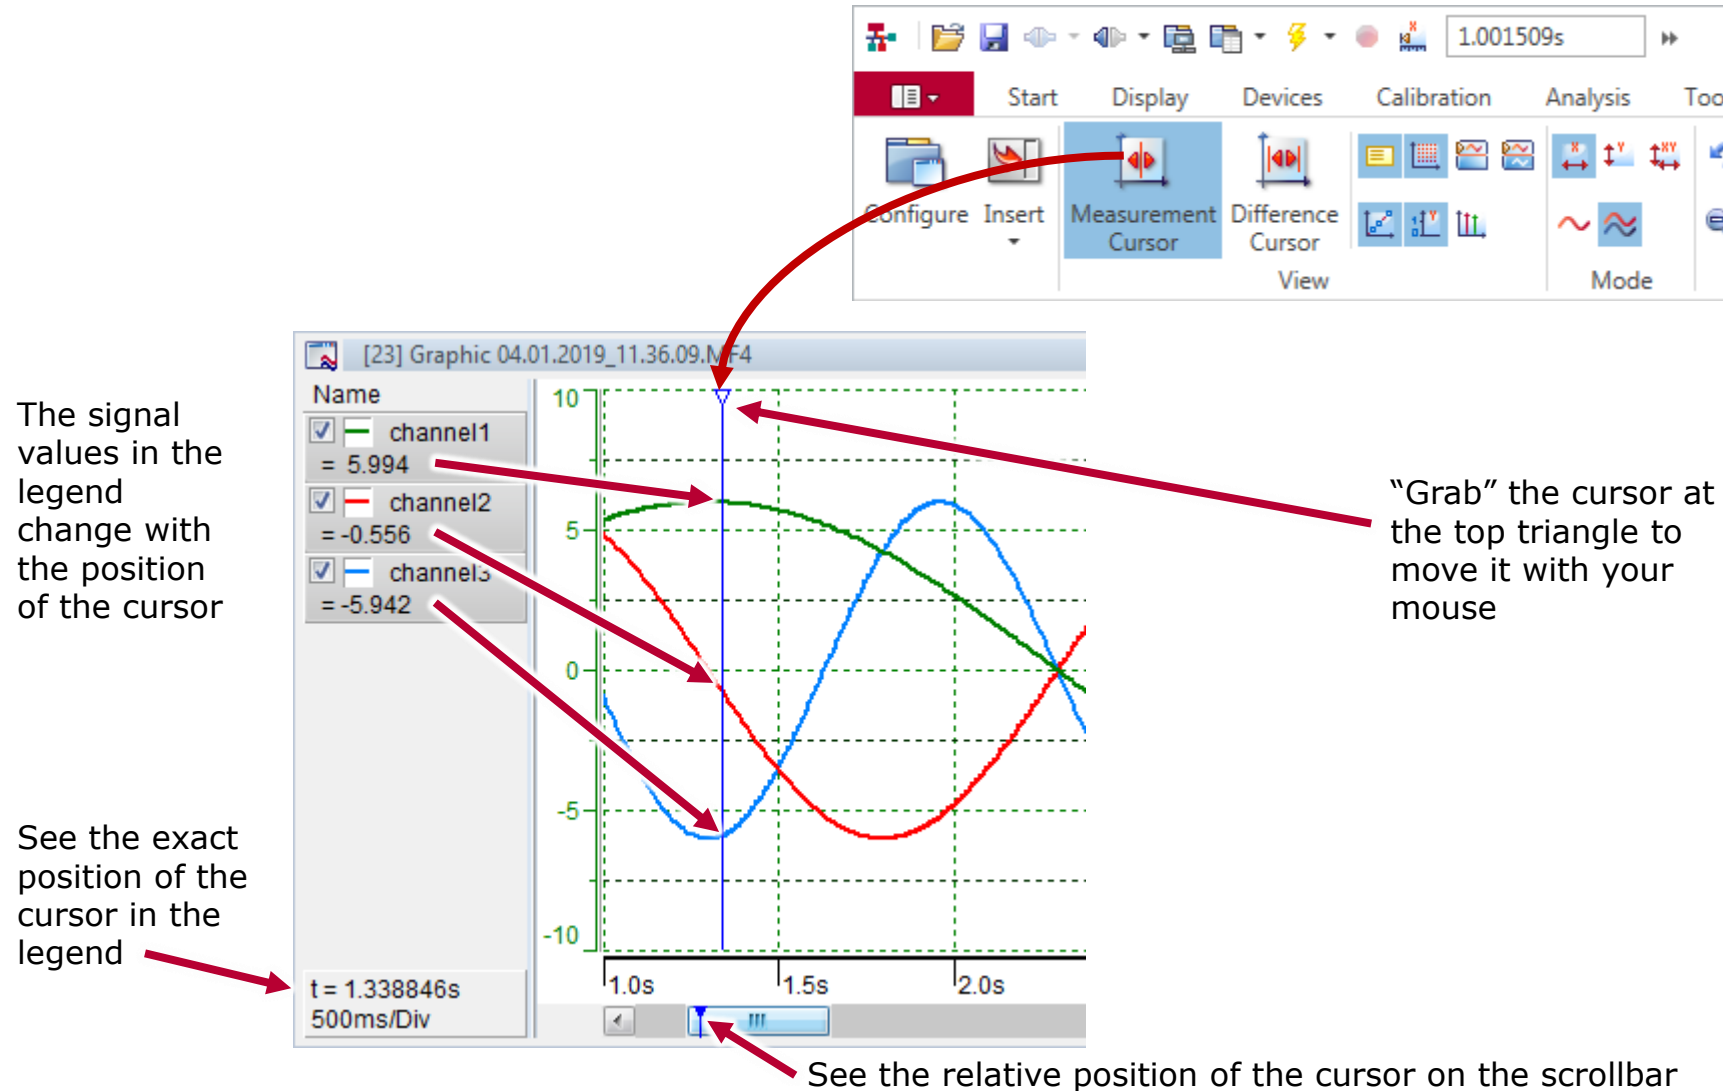 1.001509s
Start Display Devices Calibration Analysis Too
Configure Insert Measurement Cursor Difference Cursor
View Mode
[23] Graphic 04.01.2019_11.36.09.MF4
Name
channel1
= 5.994
channel2
= -0.556
channel3
= -5.942
10
5
0
-5
-10
1.0s 1.5s 2.0s
t = 1.338846s
500ms/Div
The signal
values in the
legend
change with
the position
of the cursor
“Grab” the cursor at
the top triangle to
move it with your
mouse
See the exact
position of the
cursor in the
legend
See the relative position of the cursor on the scrollbar